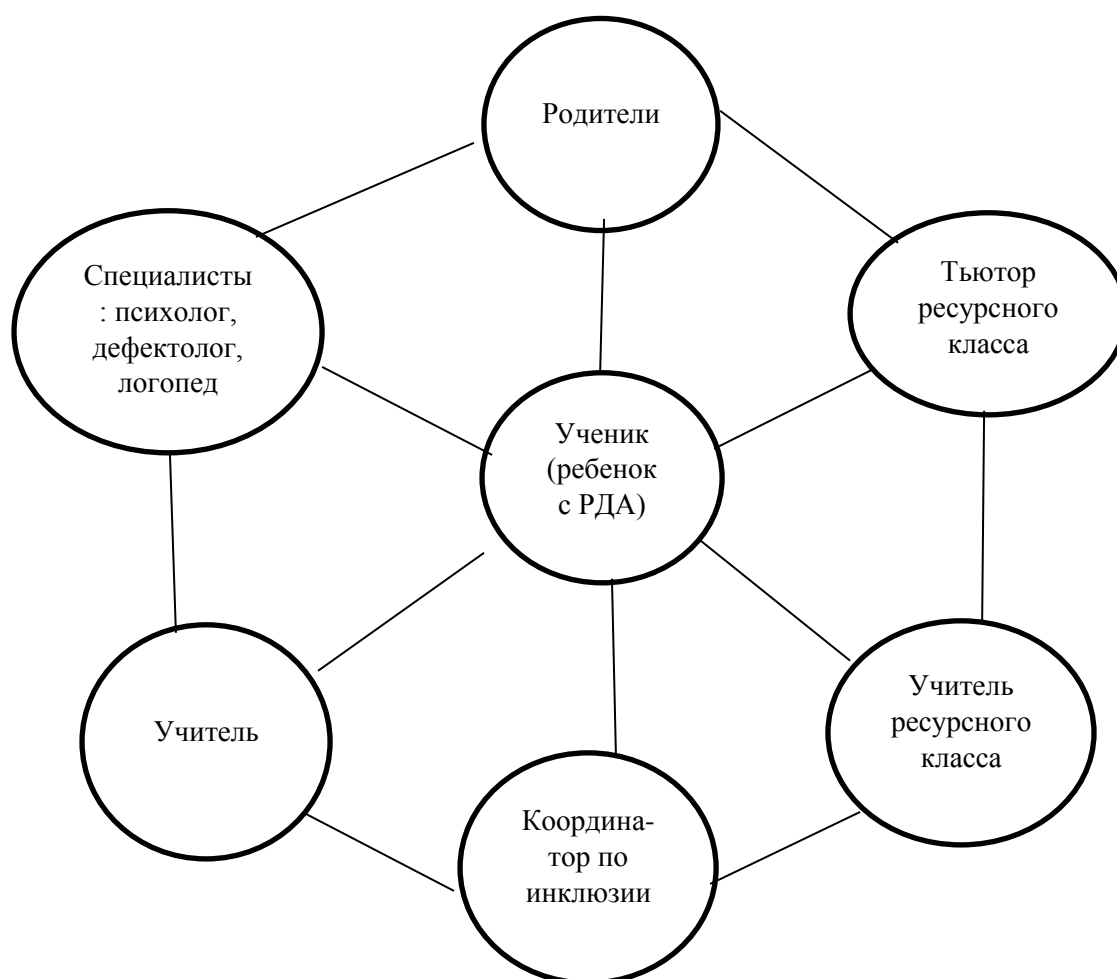 Родители
Специалисты
: психолог,
дефектолог,
логопед
Тьютор
ресурсного
класса
Ученик
(ребенок
с РДА)
Учитель
Учитель
ресурсного
класса
Координа-
тор по
инклюзии